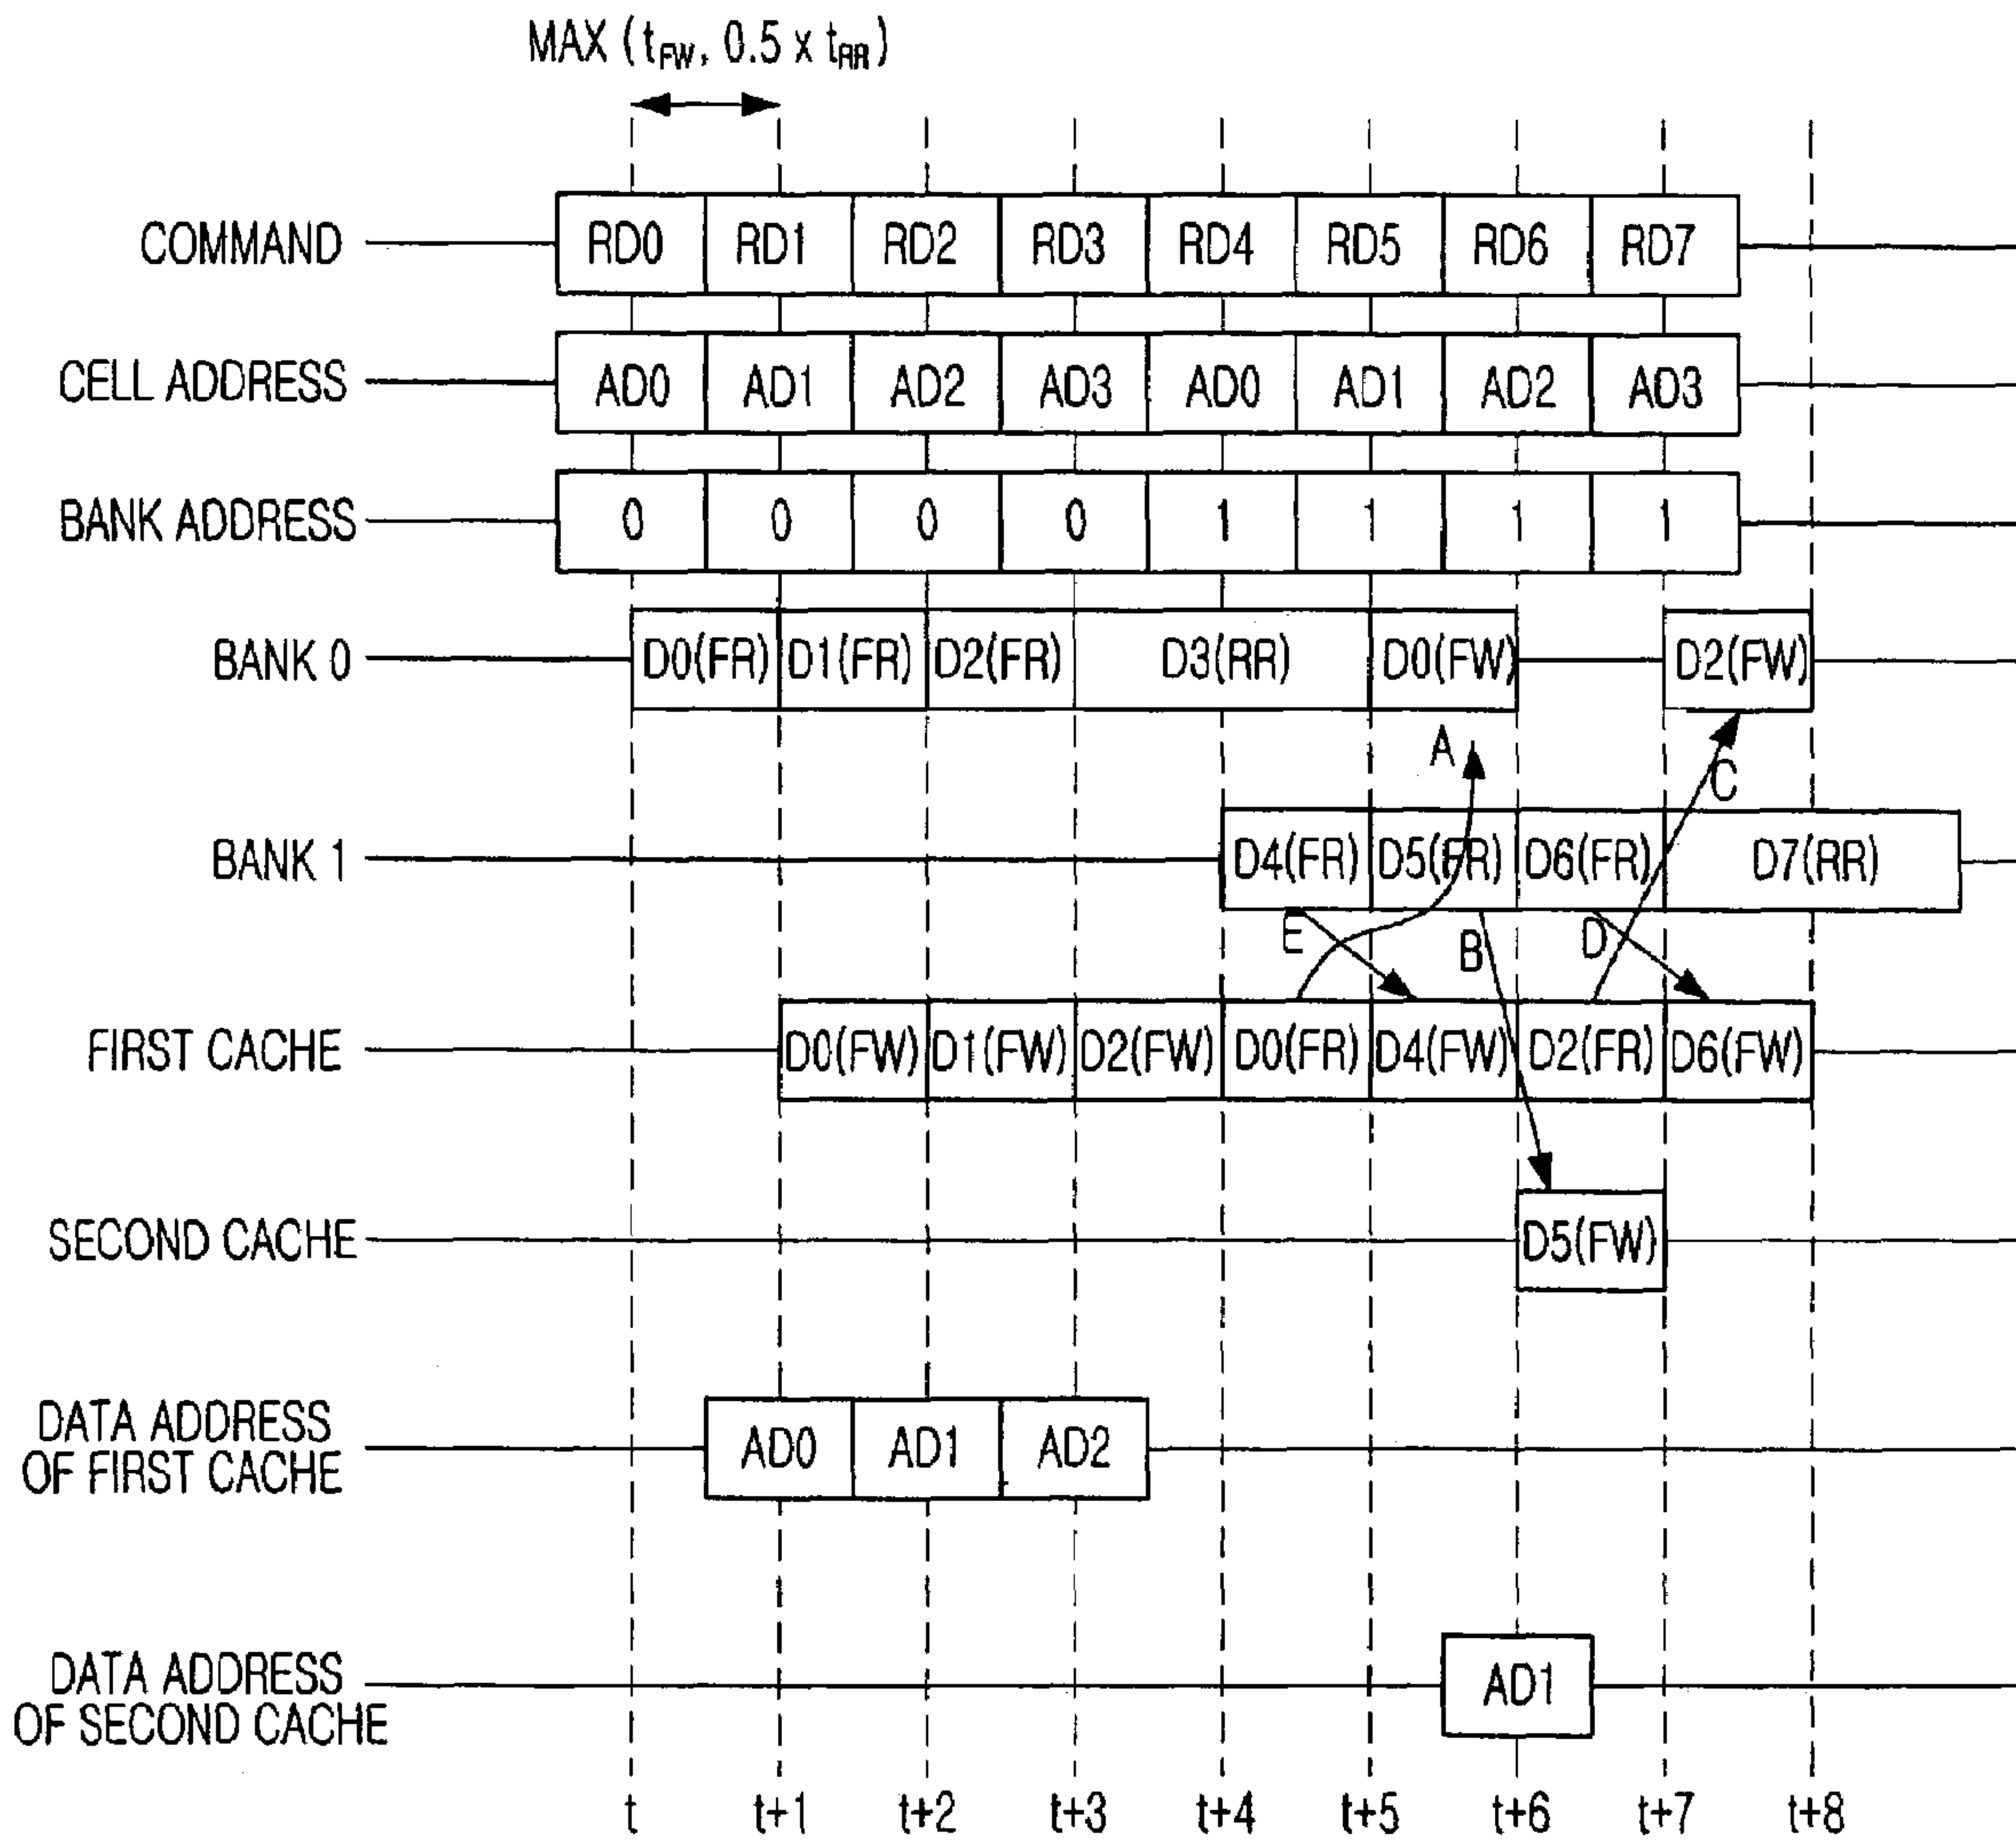 MAX (tFW, 0.5 x tRR)
COMMAND RD0 RD1 RD2 RD3 RD4 RD5 RD6 RD7
CELL ADDRESS AD0 AD1 AD2 AD3 AD0 AD1 AD2 AD3
BANK ADDRESS 0 0 0 0 1 1 1 1
BANK 0 D0(FR) D1(FR) D2(FR) D3(RR) D0(FW) D2(FW)
A
C
BANK 1 D4(FR) D5(FR) D6(FR) D7(RR)
E B D
FIRST CACHE D0(FW) D1(FW) D2(FW) D0(FR) D4(FW) D2(FR) D6(FW)
SECOND CACHE D5(FW)
DATA ADDRESS
OF FIRST CACHE AD0 AD1 AD2
DATA ADDRESS
OF SECOND CACHE AD1
t t+1 t+2 t+3 t+4 t+5 t+6 t+7 t+8